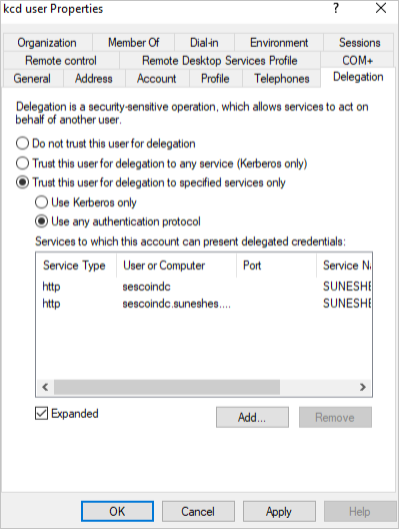 kcd user Properties ? ✕
Organization Member Of Dial-in Environment Sessions
Remote control Remote Desktop Services Profile COM+
General Address Account Profile Telephones Delegation
Delegation is a security-sensitive operation, which allows services to act on
behalf of another user.
Do not trust this user for delegation
Trust this user for delegation to any service (Kerberos only)
Trust this user for delegation to specified services only
Use Kerberos only
Use any authentication protocol
Services to which this account can present delegated credentials:
Service Type User or Computer Port Service Na
http sescoindc SUNESHE
http sescoindc.suneshes.... SUNESHE
Expanded Add... Remove
OK Cancel Apply Help